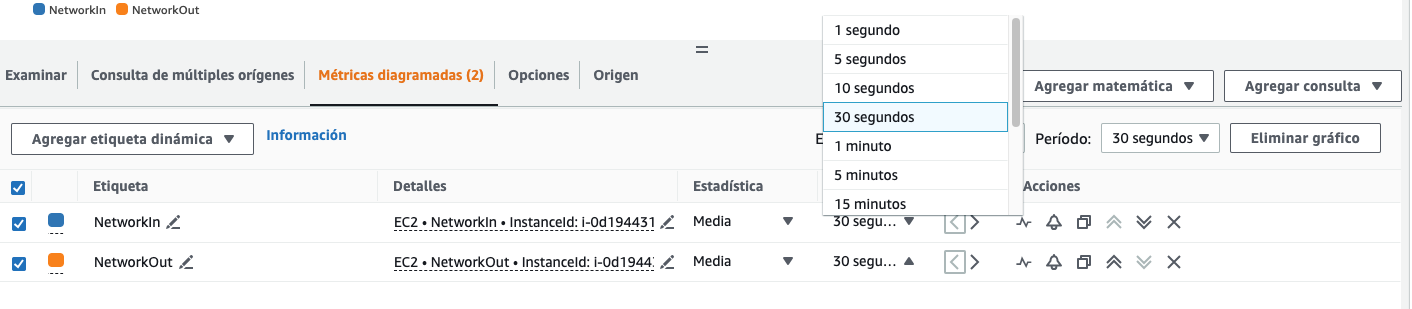 NetworkIn NetworkOut
1 segundo
5 segundos
10 segundos
30 segundos
1 minuto
5 minutos
15 minutos
Examinar Consulta de múltiples orígenes Métricas diagramadas (2) Opciones Origen Agregar matemática Agregar consulta
Agregar etiqueta dinámica Información Período: 30 segundos Eliminar gráfico
Etiqueta Detalles Estadística Acciones
NetworkIn EC2 • NetworkIn • InstanceId: i-0d194431 Media 30 segu...
NetworkOut EC2 • NetworkOut • InstanceId: i-0d1944 Media 30 segu...